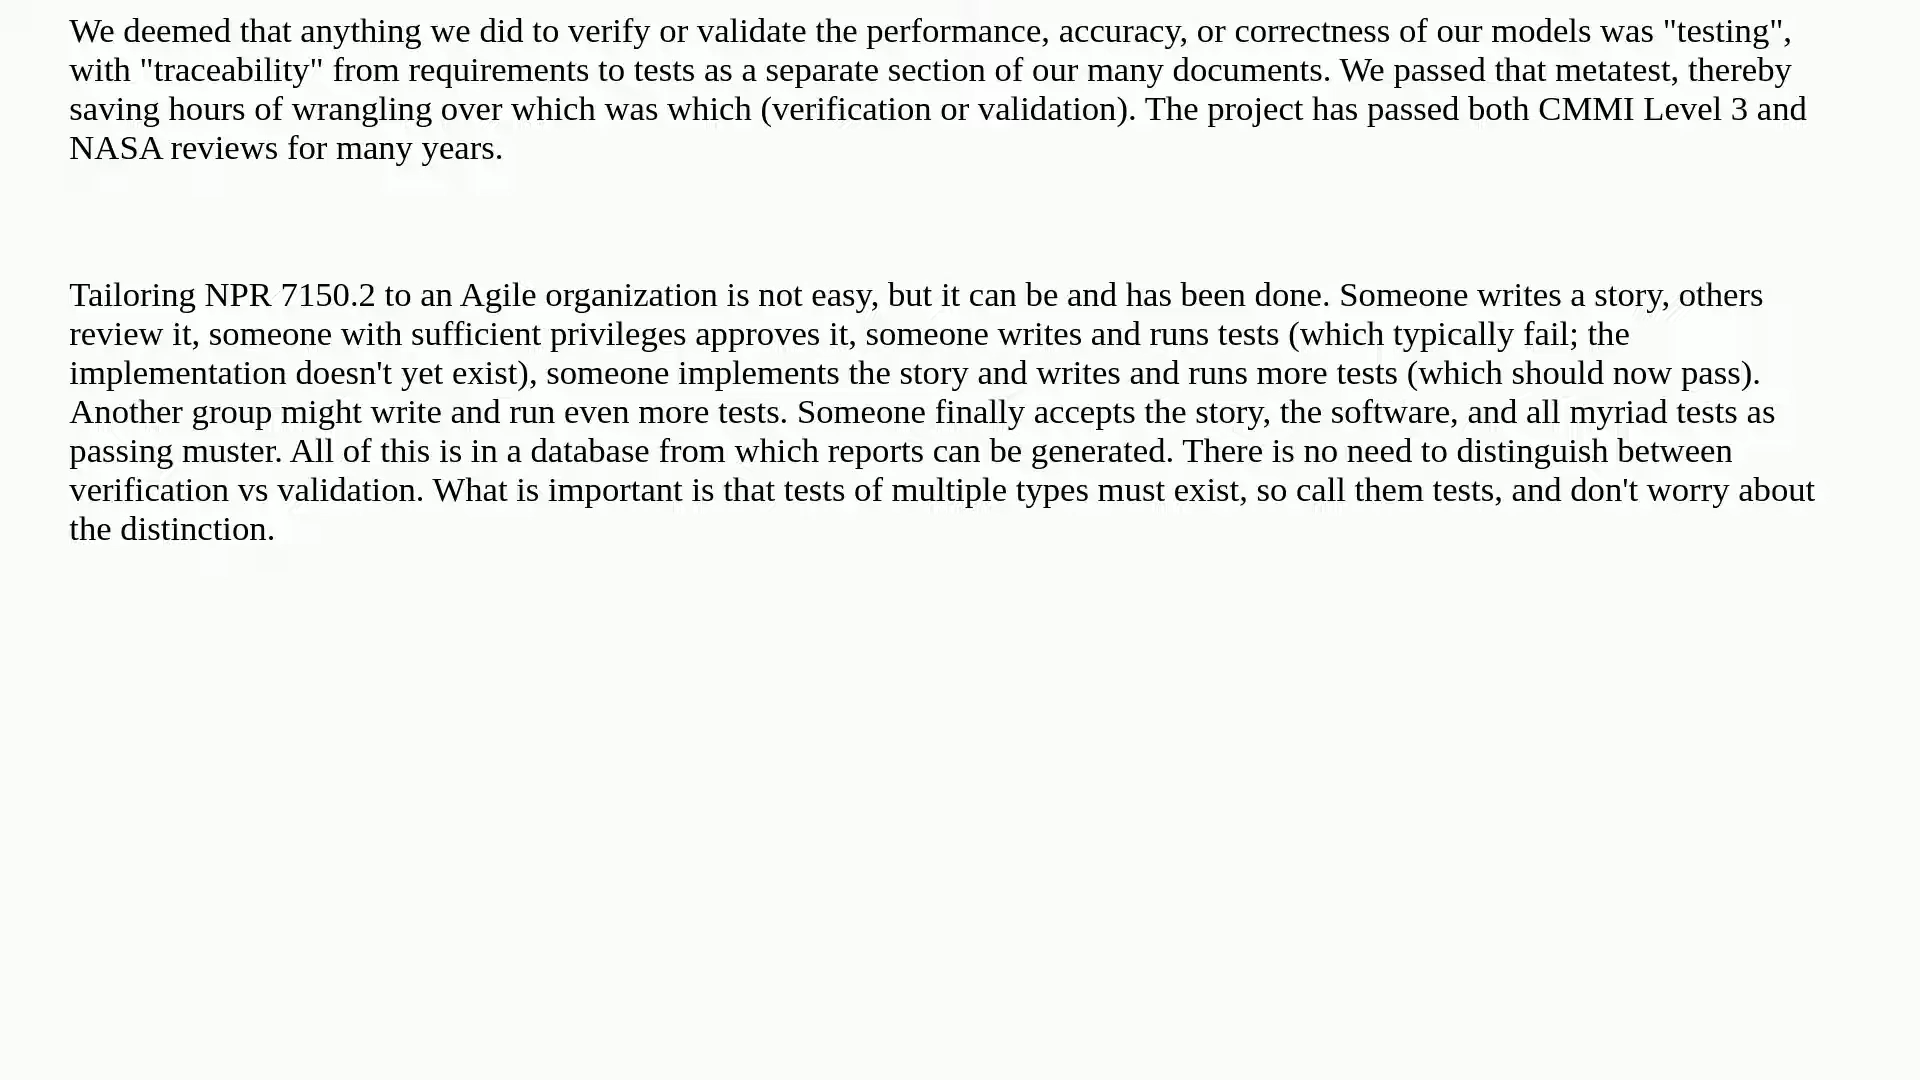 We deemed that anything we did to verify or validate the performance, accuracy, or correctness of our models was "testing",
with "traceability" from requirements to tests as a separate section of our many documents. We passed that metatest, thereby
saving hours of wrangling over which was which (verification or validation). The project has passed both CMMI Level 3 and
NASA reviews for many years.
Tailoring NPR 7150.2 to an Agile organization is not easy, but it can be and has been done. Someone writes a story, others
review it, someone with sufficient privileges approves it, someone writes and runs tests (which typically fail; the
implementation doesn't yet exist), someone implements the story and writes and runs more tests (which should now pass).
Another group might write and run even more tests. Someone finally accepts the story, the software, and all myriad tests as
passing muster. All of this is in a database from which reports can be generated. There is no need to distinguish between
verification vs validation. What is important is that tests of multiple types must exist, so call them tests, and don't worry about
the distinction.